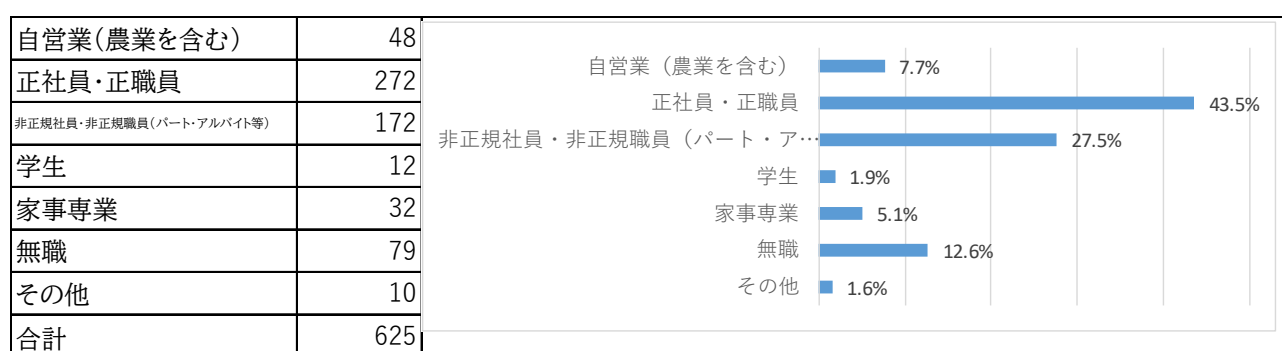 自営業(農業を含む) 48
正社員・正職員 272
非正規社員・非正規職員(パート・アルバイト等) 172
学生 12
家事専業 32
無職 79
その他 10
合計 625
自営業（農業を含む） 7.7%
正社員・正職員 43.5%
非正規社員・非正規職員（パート・ア… 27.5%
学生 1.9%
家事専業 5.1%
無職 12.6%
その他 1.6%